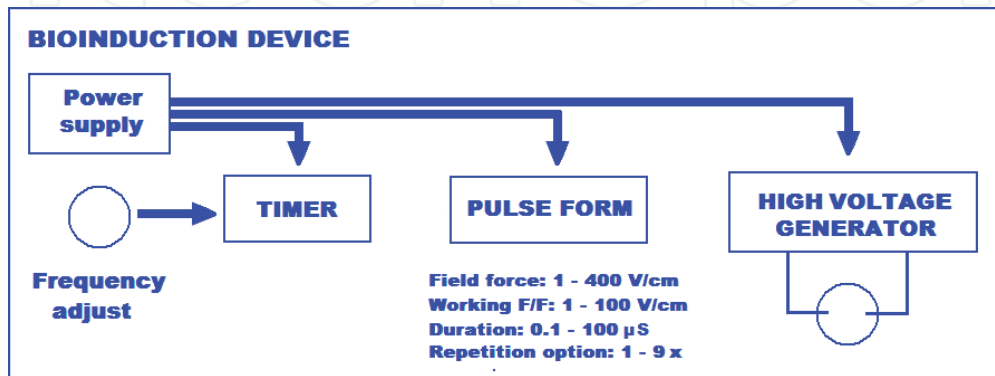 BIOINDUCTION DEVICE
Power
supply
TIMER
PULSE FORM
HIGH VOLTAGE
GENERATOR
Frequency
adjust
Field force: 1 - 400 V/cm
Working F/F: 1 - 100 V/cm
Duration: 0.1 - 100 µS
Repetition option: 1 - 9 x